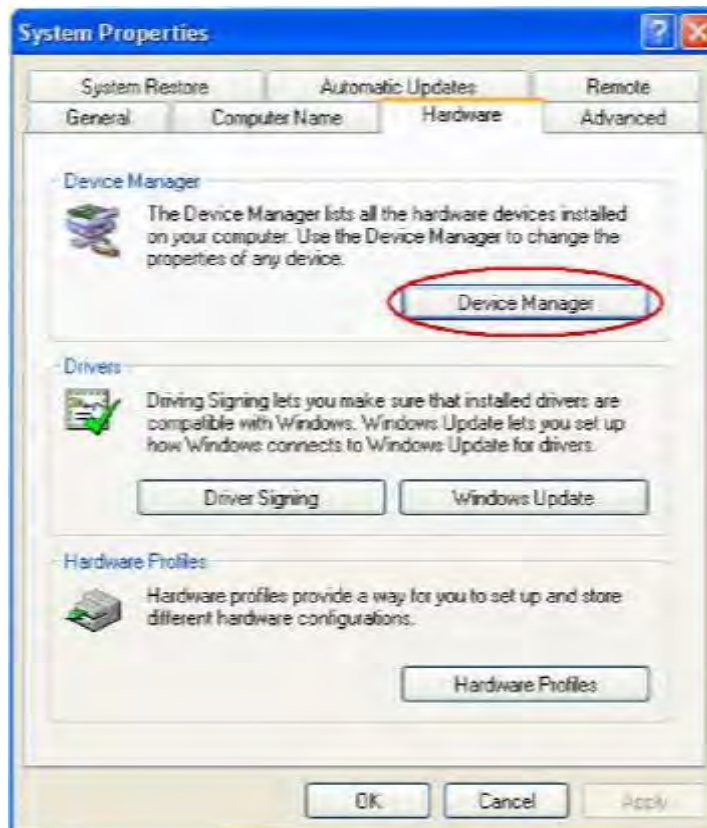 System Properties
System Restore Automatic Updates Remote
General Computer Name Hardware Advanced
Device Manager
The Device Manager lists all the hardware devices installed
on your computer. Use the Device Manager to change the
properties of any device.
Device Manager
Drivers
Driving Signing lets you make sure that installed drivers are
compatible with Windows. Windows Update lets you set up
how Windows connects to Windows Update for drivers.
Driver Signing Windows Update
Hardware Profiles
Hardware profiles provide a way for you to set up and store
different hardware configurations.
Hardware Profiles
OK Cancel Apply